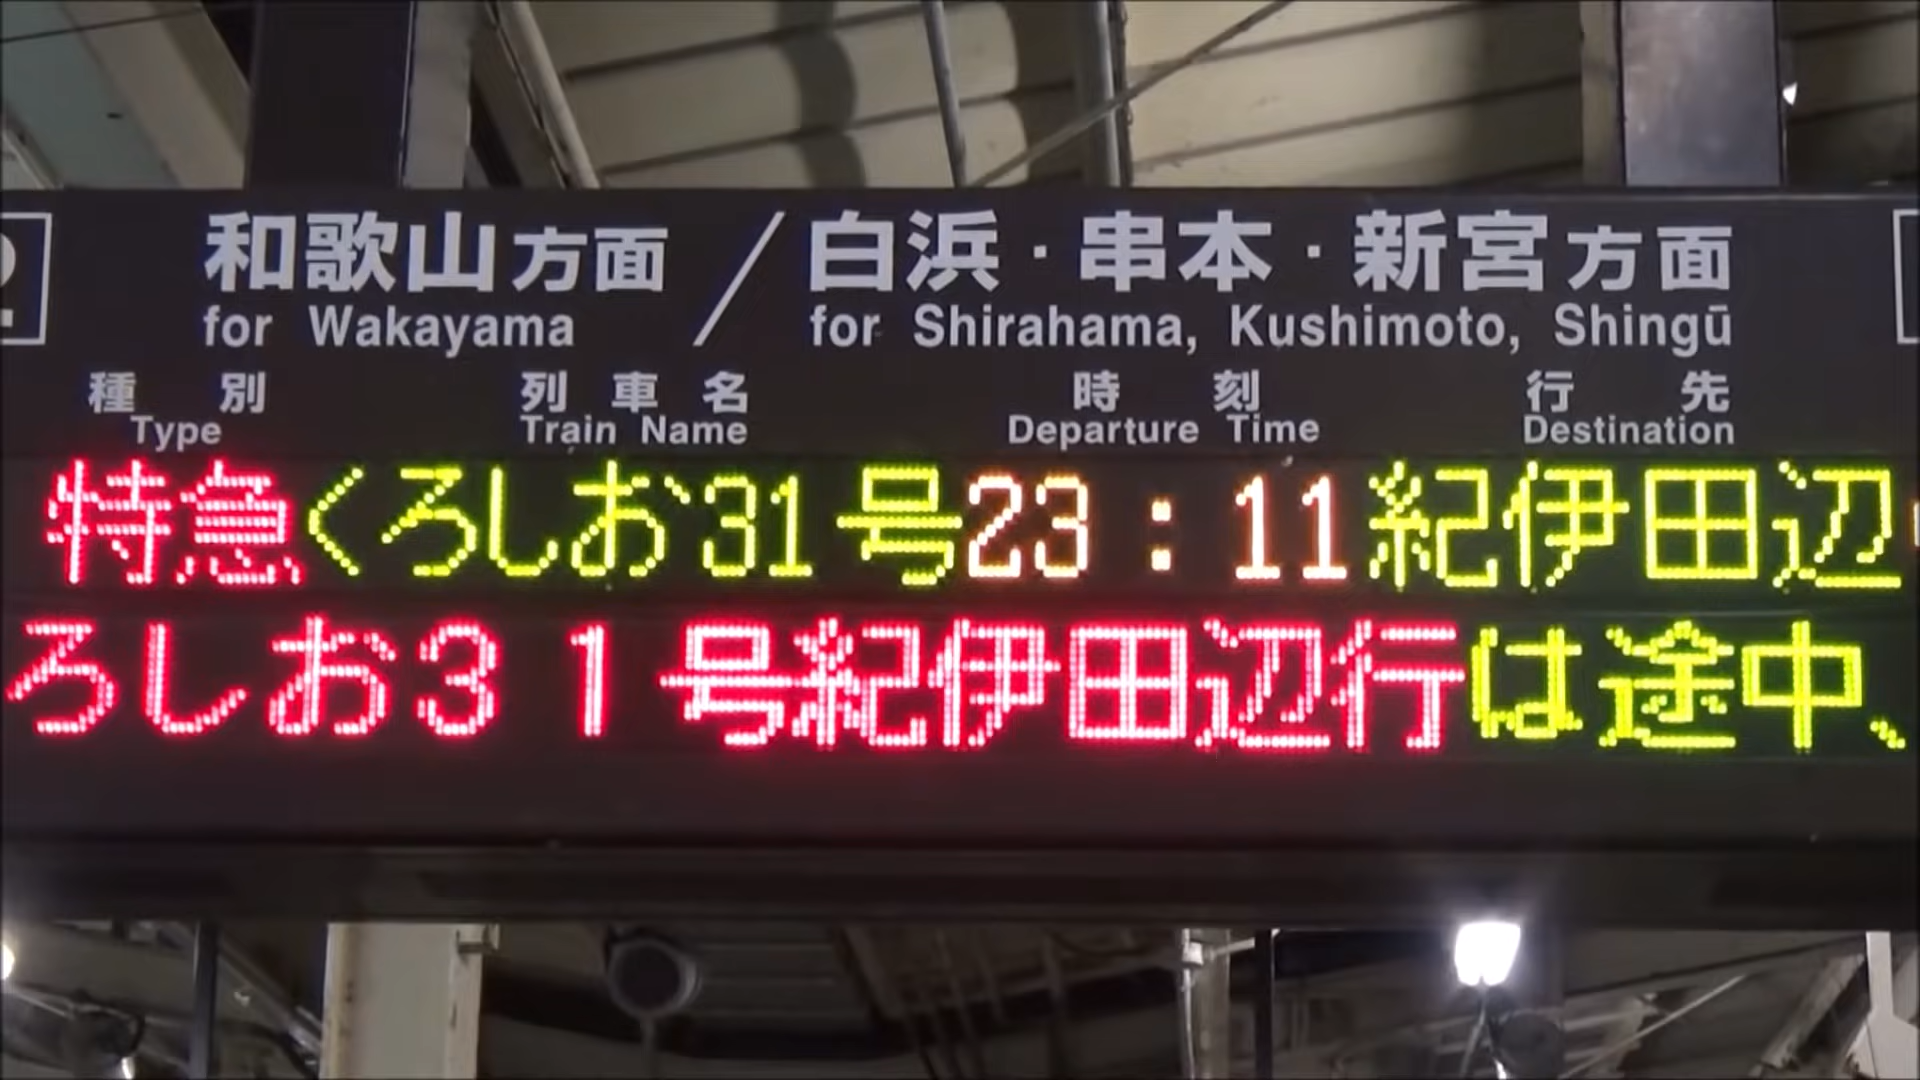 2
和歌山方面 / 白浜・串本・新宮方面
for Wakayama for Shirahama, Kushimoto, Shingū
種別 列車名 時刻 行先
Type Train Name Departure Time Destination
特急くろしお31号23:11紀伊田辺
ろしお31号紀伊田辺行は途中、